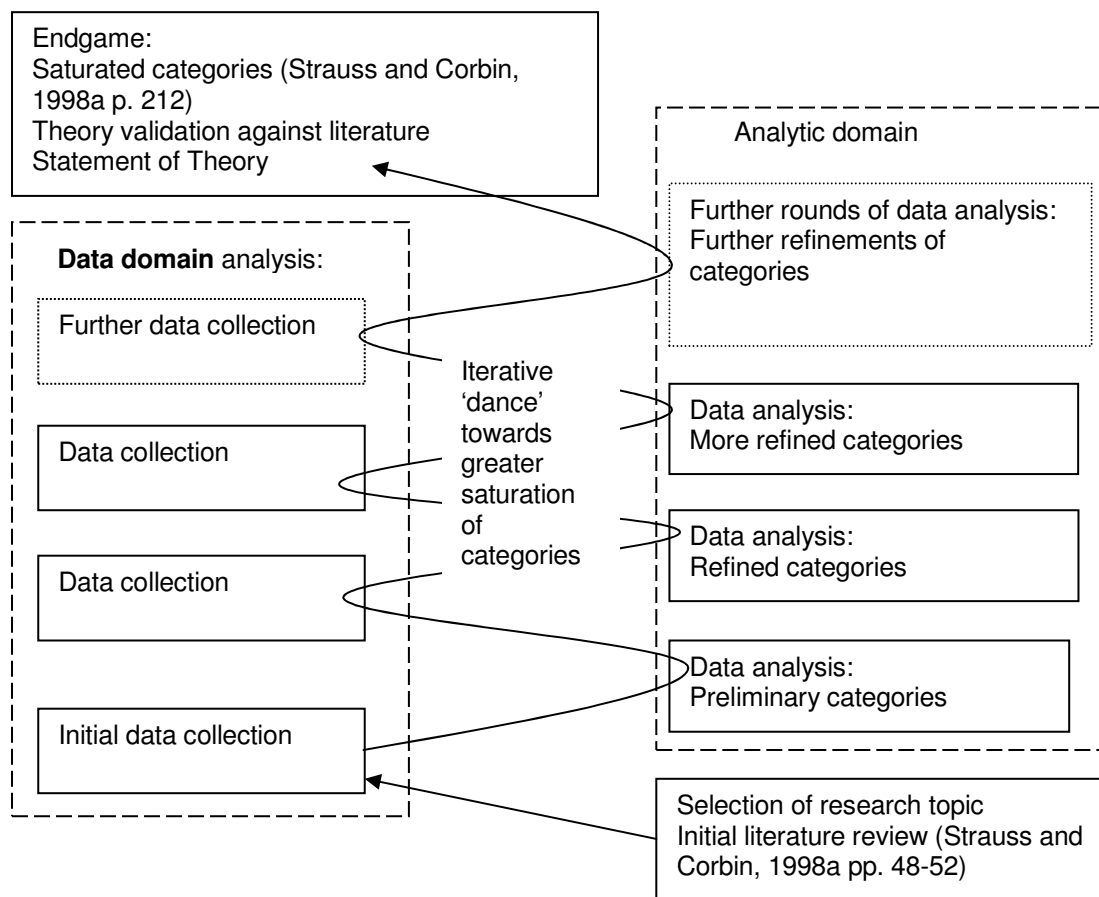 Endgame:
Saturated categories (Strauss and Corbin,
1998a p. 212)
Theory validation against literature
Statement of Theory
Data domain analysis:
Further data collection
Data collection
Data collection
Initial data collection
Iterative
‘dance’
towards
greater
saturation
of
categories
Analytic domain
Further rounds of data analysis:
Further refinements of
categories
Data analysis:
More refined categories
Data analysis:
Refined categories
Data analysis:
Preliminary categories
Selection of research topic
Initial literature review (Strauss and
Corbin, 1998a pp. 48-52)